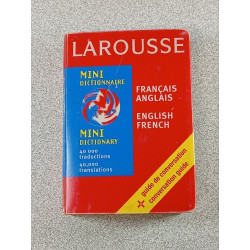 LAROUSSE
MINI
DICTIONNAIRE
MINI
DICTIONARY
40 000
traductions
40,000
translations
FRANÇAIS
ANGLAIS
ENGLISH
FRENCH
+ guide de conversation
conversation guide